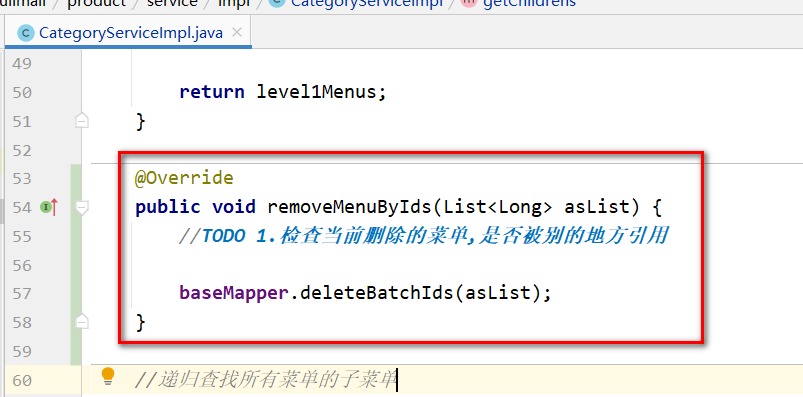 product / service / impl / CategoryServiceImpl / getChildrens
CategoryServiceImpl.java
49
50 return level1Menus;
51 }
52
53 @Override
54 public void removeMenuByIds(List<Long> asList) {
55 //TODO 1.检查当前删除的菜单,是否被别的地方引用
56
57 baseMapper.deleteBatchIds(asList);
58 }
59
60 //递归查找所有菜单的子菜单